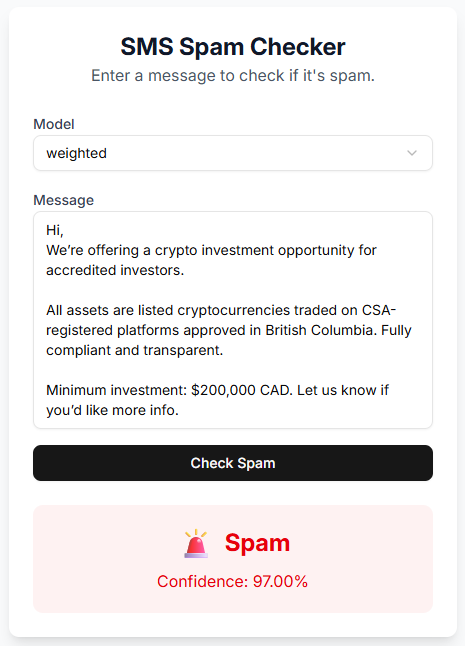 SMS Spam Checker
Enter a message to check if it's spam.
Model
weighted
Message
Hi,
We’re offering a crypto investment opportunity for
accredited investors.
All assets are listed cryptocurrencies traded on CSA-
registered platforms approved in British Columbia. Fully
compliant and transparent.
Minimum investment: $200,000 CAD. Let us know if
you’d like more info.
Check Spam
Spam
Confidence: 97.00%